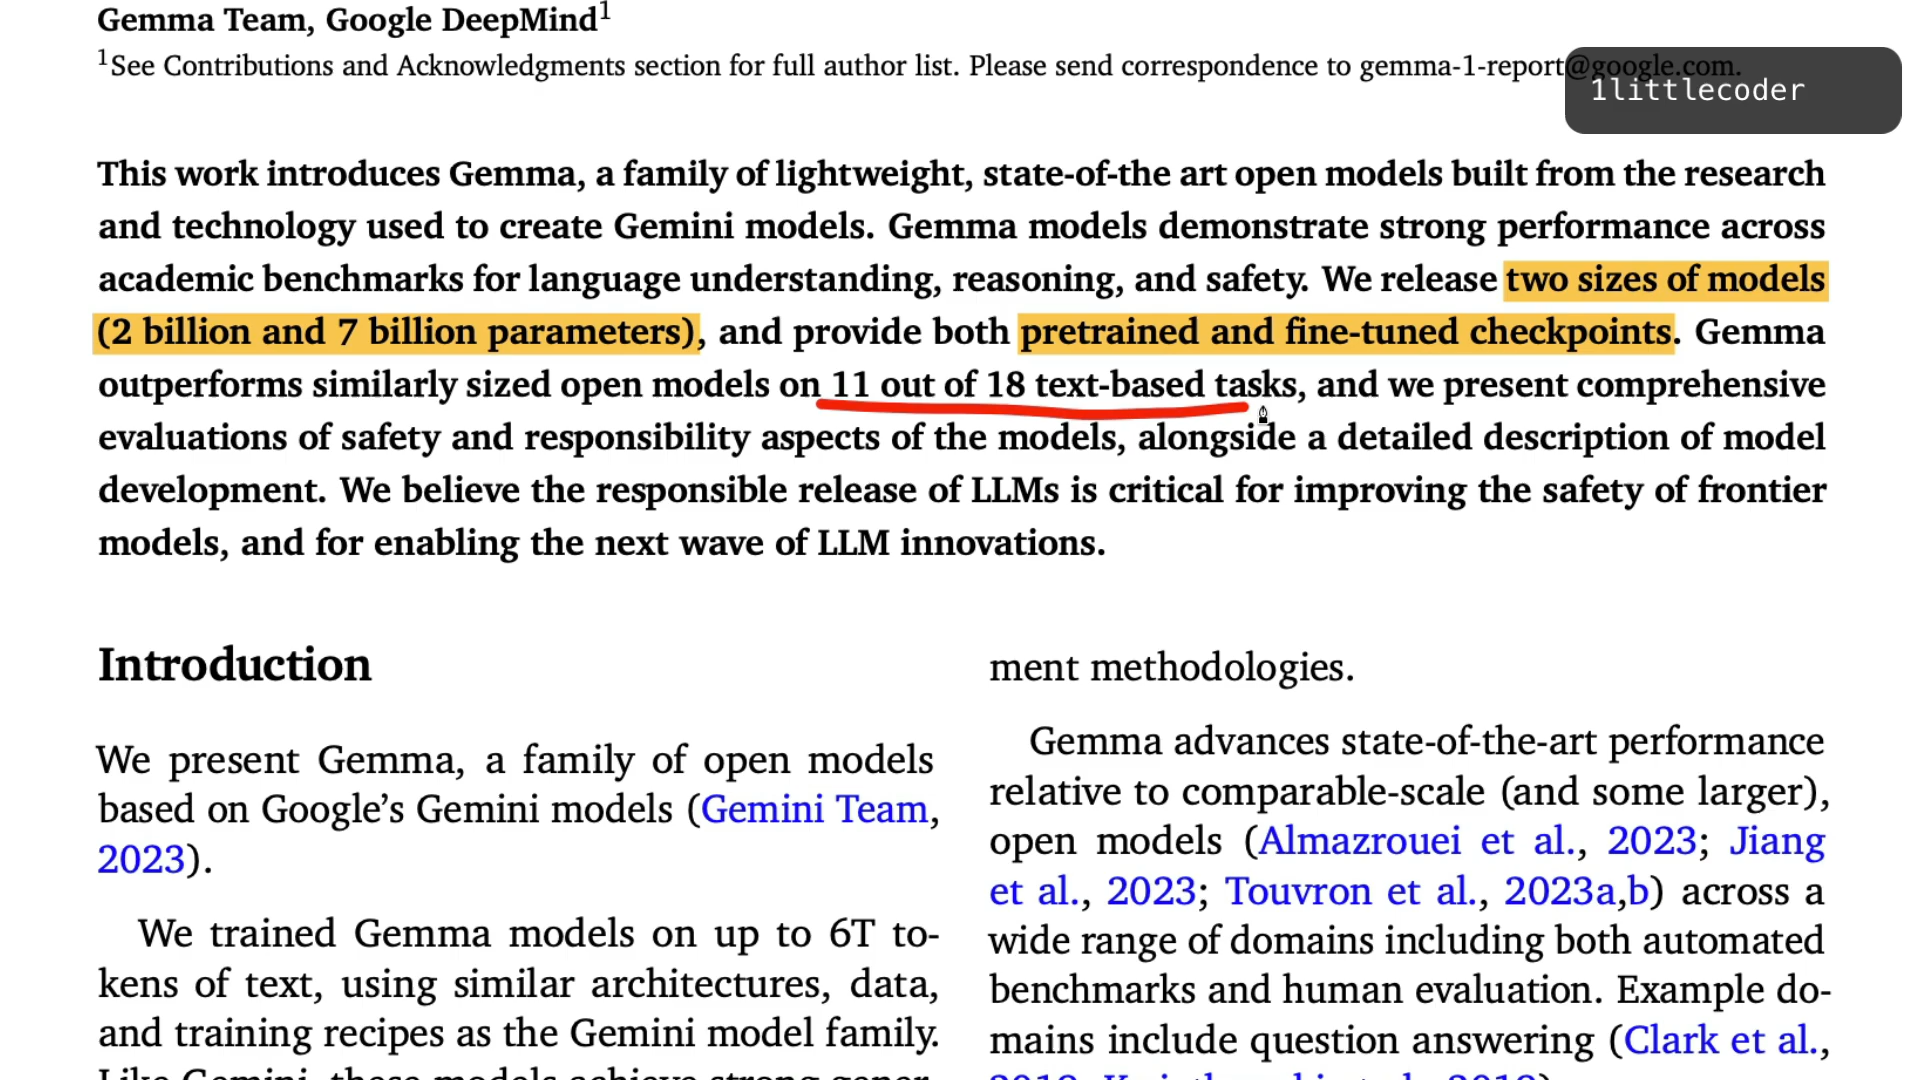 Gemma Team, Google DeepMind1
1See Contributions and Acknowledgments section for full author list. Please send correspondence to gemma-1-report@google.com.
1littlecoder
This work introduces Gemma, a family of lightweight, state-of-the art open models built from the research
and technology used to create Gemini models. Gemma models demonstrate strong performance across
academic benchmarks for language understanding, reasoning, and safety. We release two sizes of models
(2 billion and 7 billion parameters), and provide both pretrained and fine-tuned checkpoints. Gemma
outperforms similarly sized open models on 11 out of 18 text-based tasks, and we present comprehensive
evaluations of safety and responsibility aspects of the models, alongside a detailed description of model
development. We believe the responsible release of LLMs is critical for improving the safety of frontier
models, and for enabling the next wave of LLM innovations.
Introduction
We present Gemma, a family of open models
based on Google’s Gemini models (Gemini Team,
2023).
We trained Gemma models on up to 6T to-
kens of text, using similar architectures, data,
and training recipes as the Gemini model family.
Like Gemini, these models achieve strong gener-
ment methodologies.
Gemma advances state-of-the-art performance
relative to comparable-scale (and some larger),
open models (Almazrouei et al., 2023; Jiang
et al., 2023; Touvron et al., 2023a,b) across a
wide range of domains including both automated
benchmarks and human evaluation. Example do-
mains include question answering (Clark et al.,